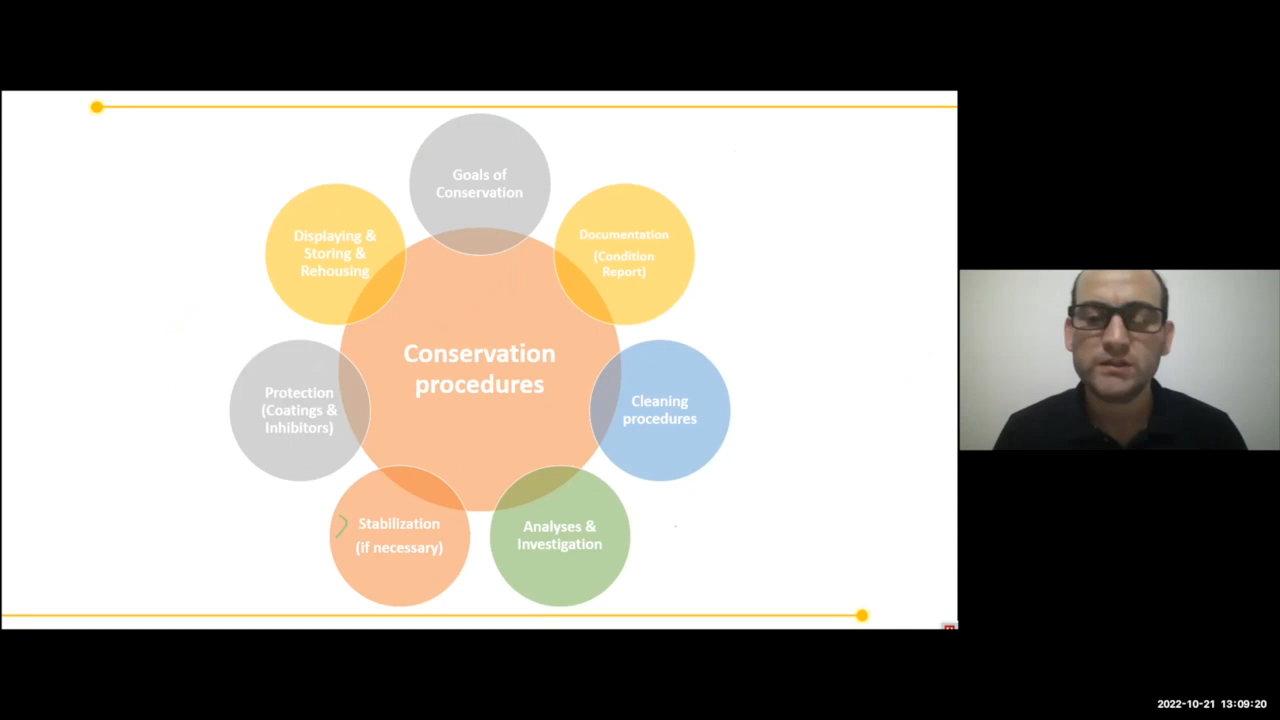 Goals of
Conservation
Documentation
(Condition
Report)
Cleaning
procedures
Analyses &
Investigation
Stabilization
(if necessary)
Protection
(Coatings &
Inhibitors)
Displaying &
Storing &
Rehousing
Conservation
procedures
2022-10-21 13:09:20